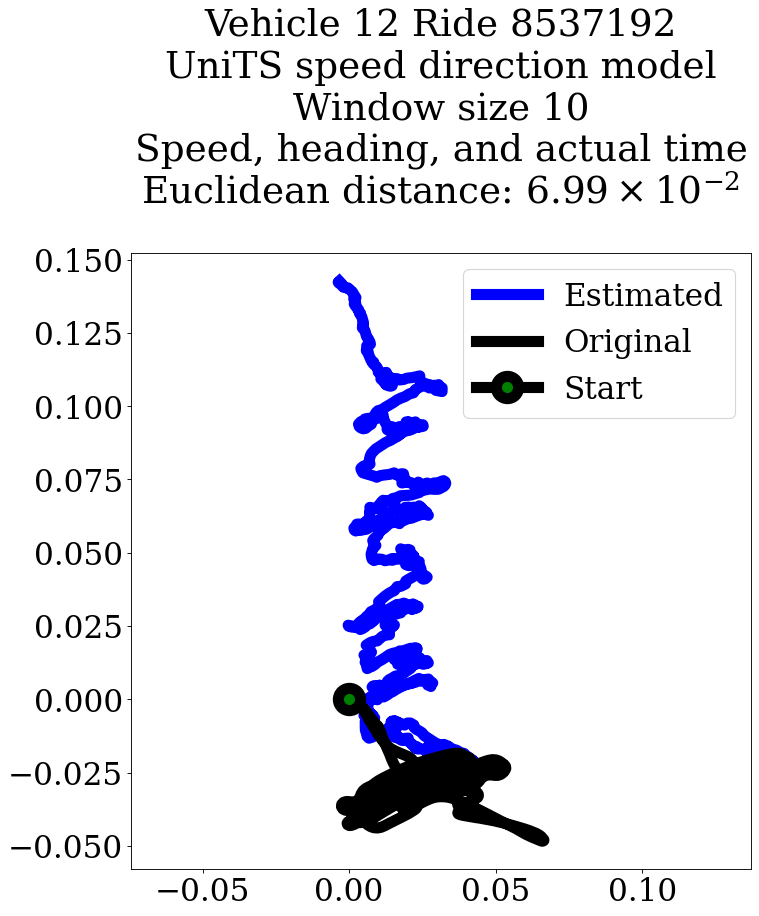 Vehicle 12 Ride 8537192
UniTS speed direction model
Window size 10
Speed, heading, and actual time
Euclidean distance: 6.99 × 10⁻²
0.150
Estimated
0.125
Original
Start
0.100
0.075
0.050
0.025
0.000
−0.025
−0.050
−0.05 0.00 0.05 0.10